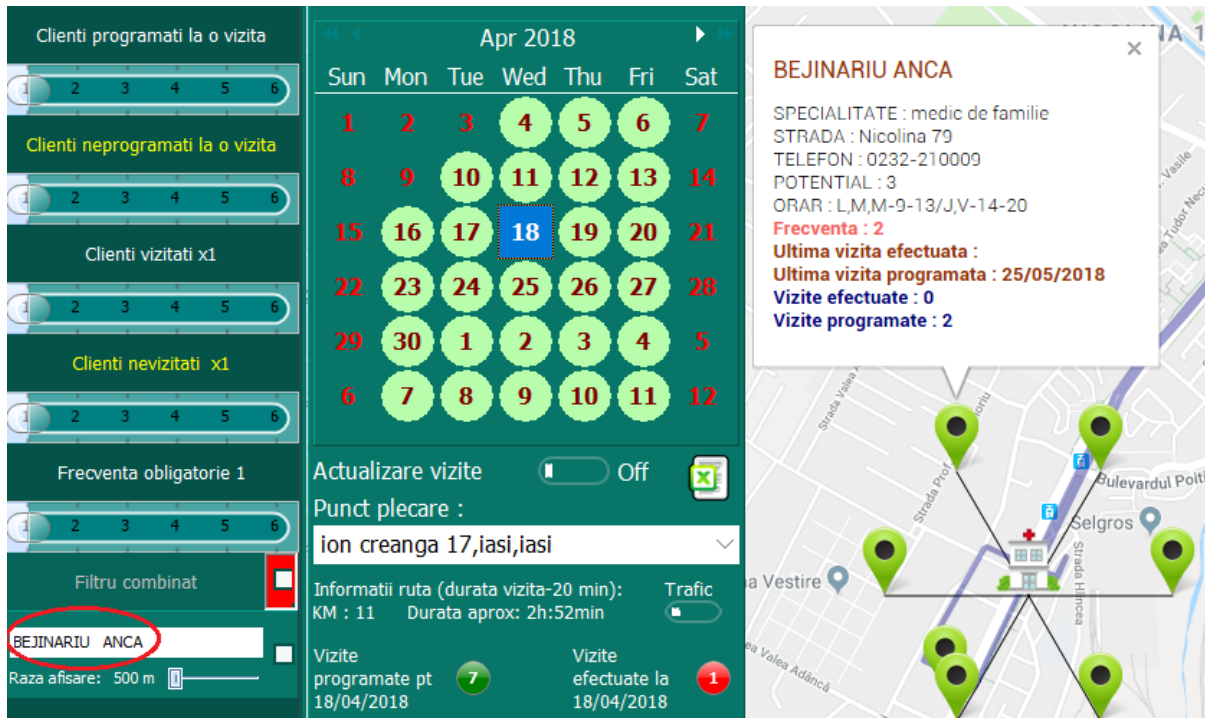 Clienti programati la o vizita
1 2 3 4 5 6
Clienti neprogramati la o vizita
1 2 3 4 5 6
Clienti vizitati x1
1 2 3 4 5 6
Clienti nevizitati x1
1 2 3 4 5 6
Frecventa obligatorie 1
1 2 3 4 5 6
Filtru combinat
BEJINARIU ANCA
Raza afisare: 500 m
Apr 2018
Sun Mon Tue Wed Thu Fri Sat
1 2 3 4 5 6 7
8 9 10 11 12 13 14
15 16 17 18 19 20 21
22 23 24 25 26 27 28
29 30 1 2 3 4 5
6 7 8 9 10 11 12
Actualizare vizite Off
Punct plecare :
ion creanga 17,iasi,iasi
Informatii ruta (durata vizita-20 min): Trafic
KM : 11 Durata aprox: 2h:52min
Vizite
programate pt
18/04/2018
7
Vizite
efectuate la
18/04/2018
1
BEJINARIU ANCA
SPECIALITATE : medic de familie
STRADA : Nicolina 79
TELEFON : 0232-210009
POTENTIAL : 3
ORAR : L,M,M-9-13/J,V-14-20
Frecventa : 2
Ultima vizita efectuata :
Ultima vizita programata : 25/05/2018
Vizite efectuate : 0
Vizite programate : 2
Strada Valea
Strada Prof.
Bulevardul Poiti
Selgros
Strada Hlincea
a Vestire
ea Valea Adâncă
Vasile
Tudor Nec